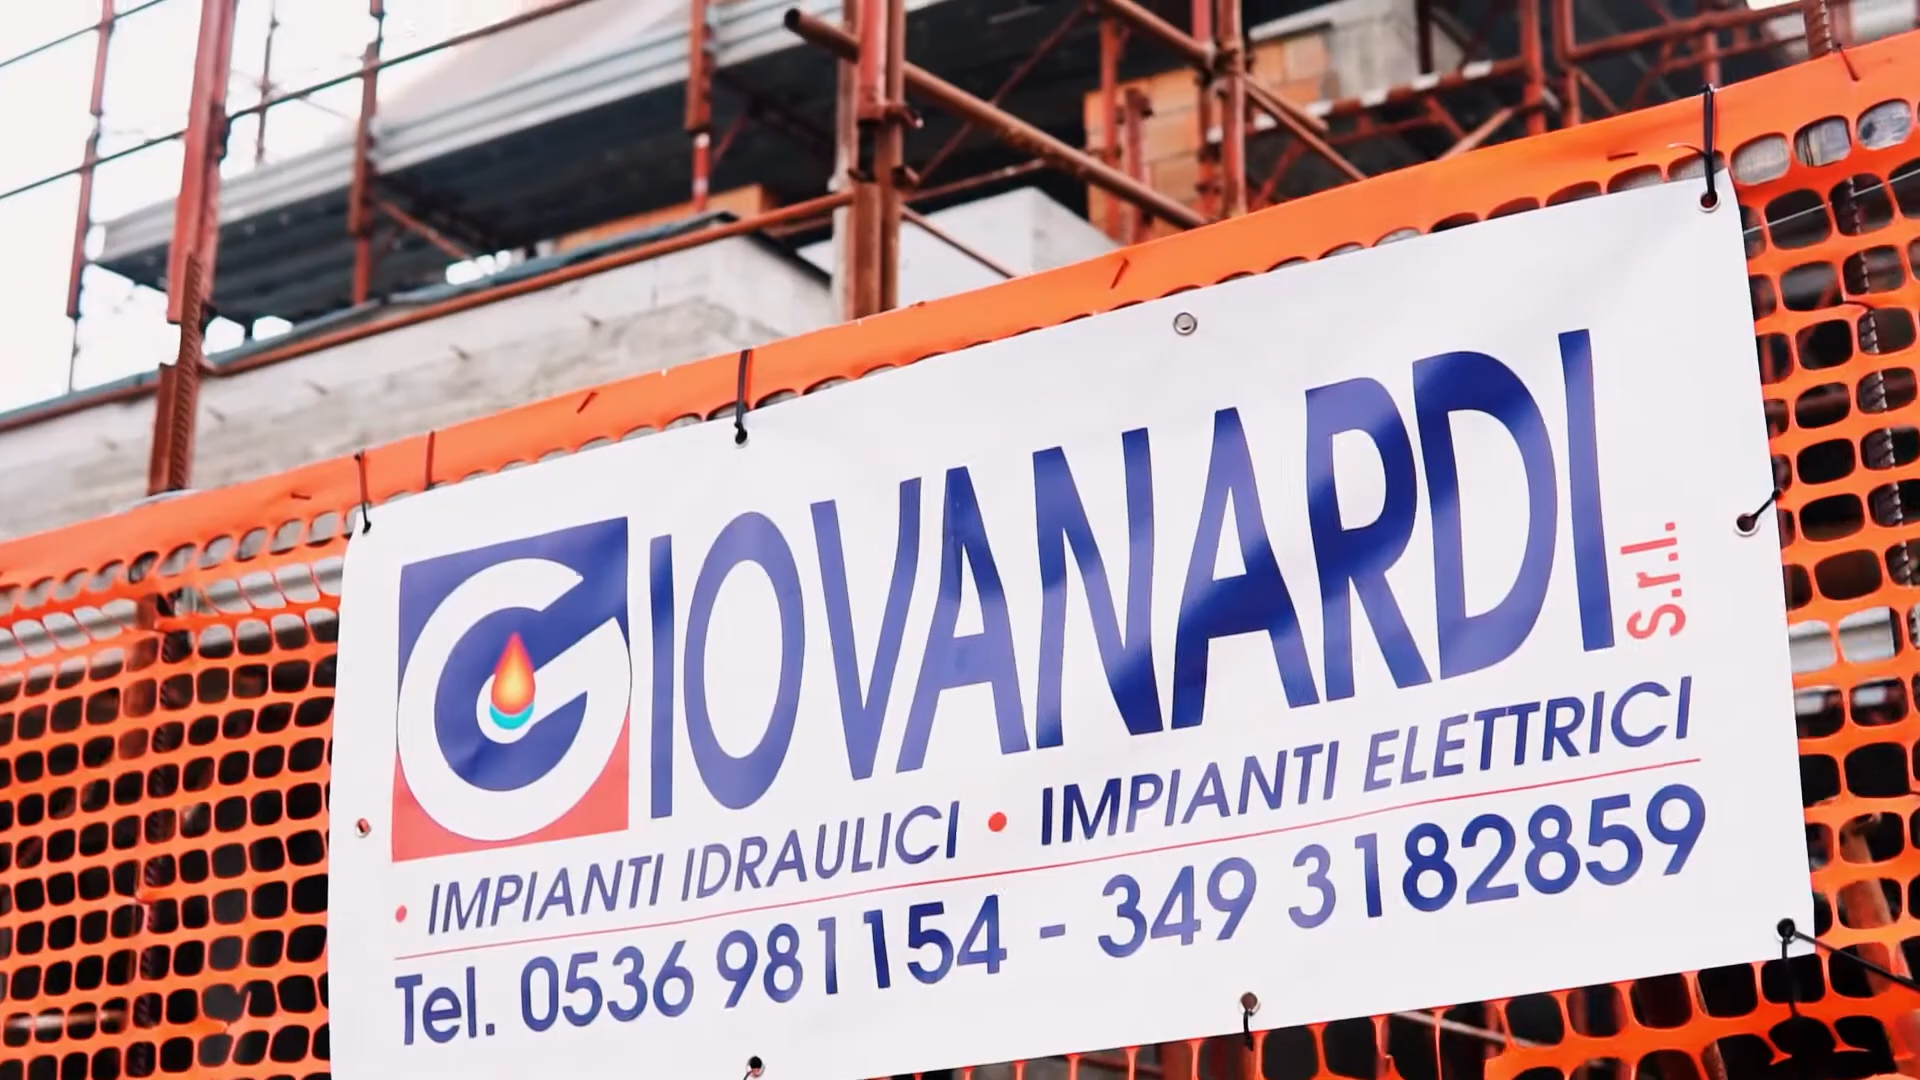 GIOVANARDI s.r.l.
• IMPIANTI IDRAULICI • IMPIANTI ELETTRICI
Tel. 0536 981154 - 349 3182859